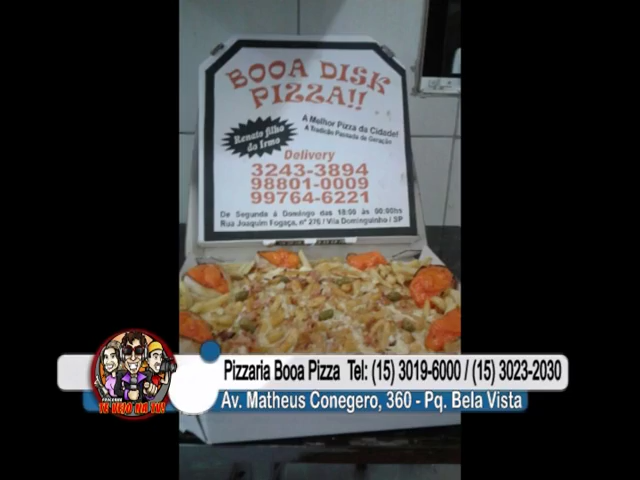 BOOA DISK
PIZZA!!
A Melhor Pizza da Cidade!
A Tradição Passada de Geração
Renato filho
do Irmo
Delivery
3243-3894
98801-0009
99764-6221
De Segunda á Domingo das 18:00 às 00:00hs
Rua Joaquim Fogaça, nº 276 / Vila Dominguinho / SP
Pizzaria Booa Pizza Tel: (15) 3019-6000 / (15) 3023-2030
Av. Matheus Conegero, 360 - Pq. Bela Vista
TE VEJO NA TV!